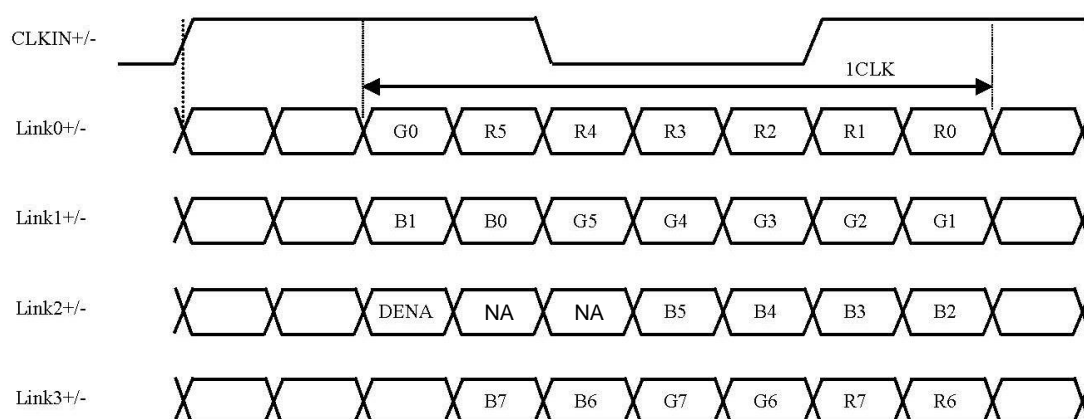 CLKIN+/-
1CLK
Link0+/- G0 R5 R4 R3 R2 R1 R0
Link1+/- B1 B0 G5 G4 G3 G2 G1
Link2+/- DENA NA NA B5 B4 B3 B2
Link3+/- B7 B6 G7 G6 R7 R6